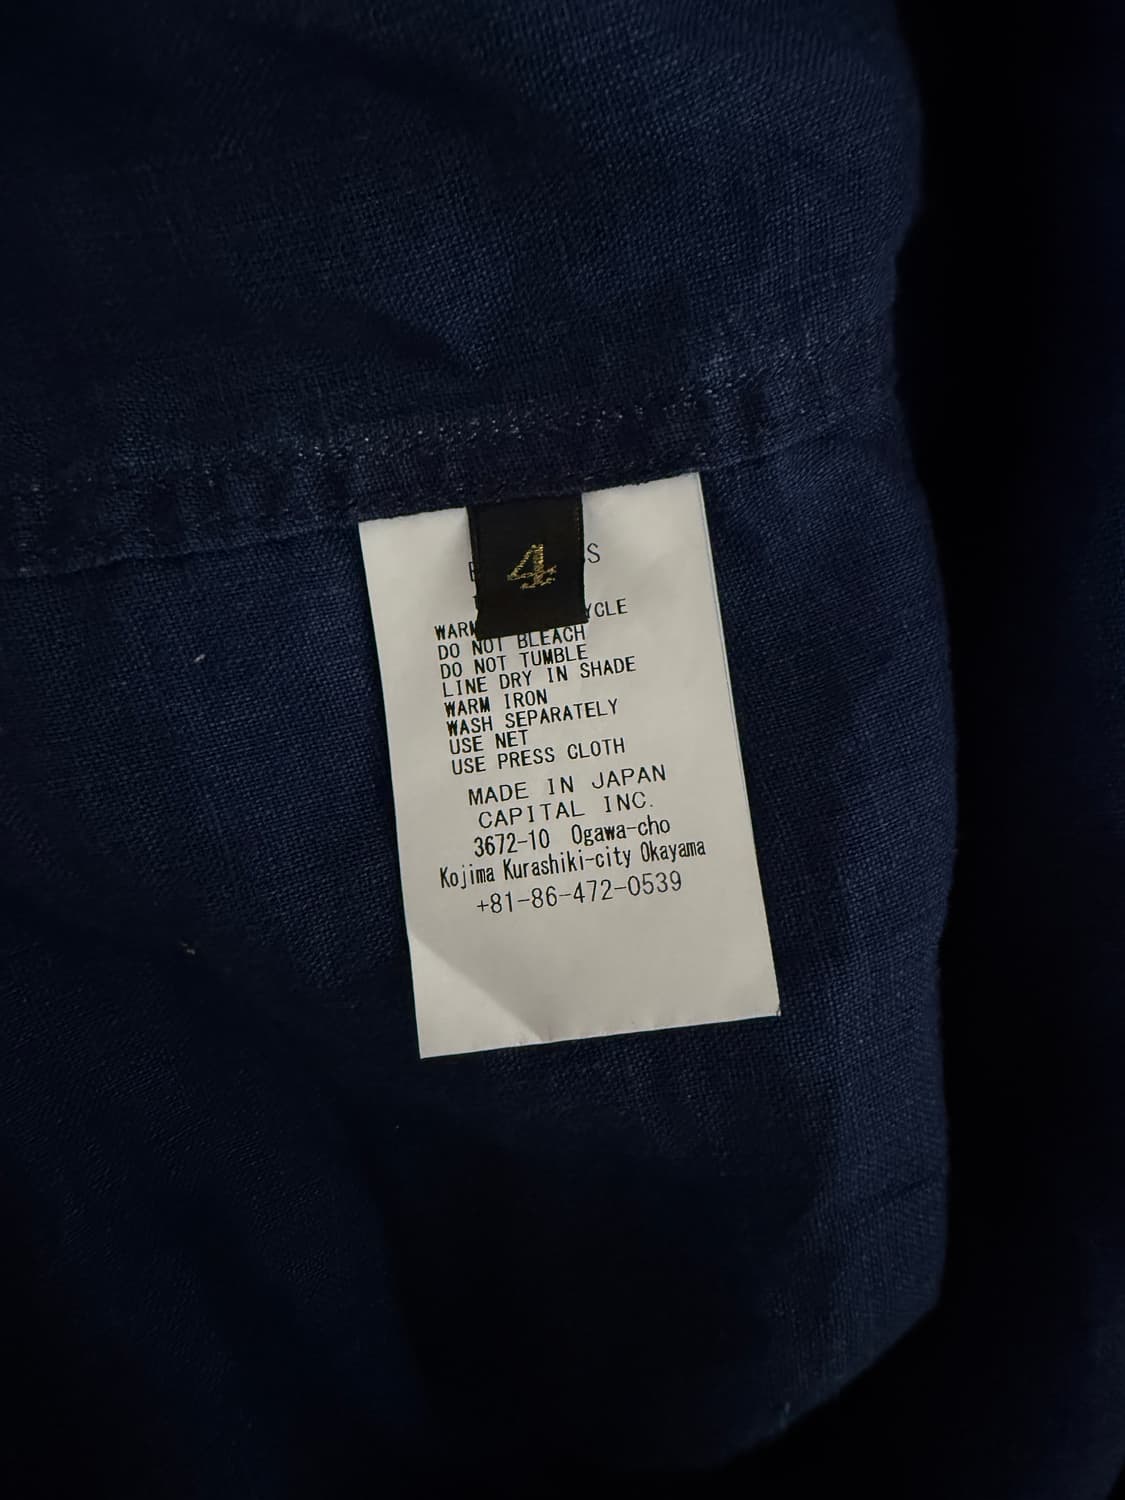 4
WARM
DO NOT BLEACH
DO NOT TUMBLE
LINE DRY IN SHADE
WARM IRON
WASH SEPARATELY
USE NET
USE PRESS CLOTH
MADE IN JAPAN
CAPITAL INC.
3672-10 Ogawa-cho
Kojima Kurashiki-city Okayama
+81-86-472-0539